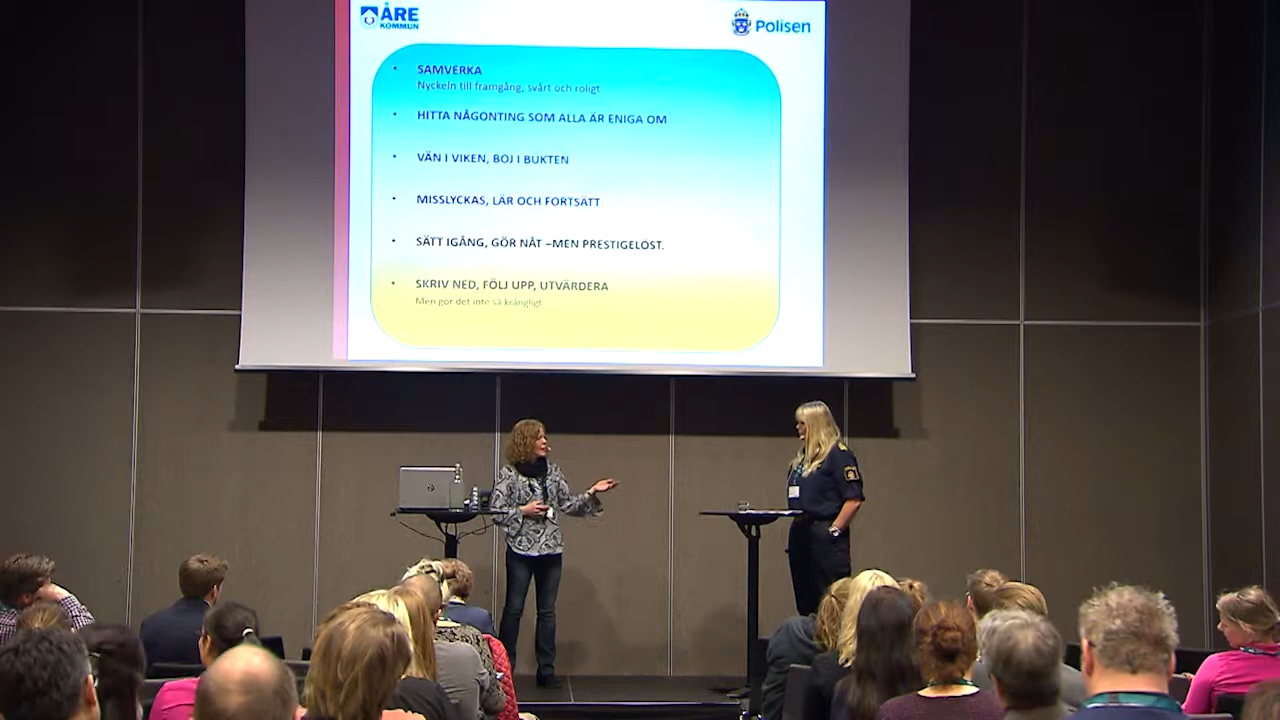 ÅRE
KOMMUN
Polisen
• SAMVERKA
Nyckeln till framgång, svårt och roligt
• HITTA NÅGONTING SOM ALLA ÄR ENIGA OM
• VÄN I VIKEN, BOJ I BUKTEN
• MISSLYCKAS, LÄR OCH FORTSÄTT
• SÄTT IGÅNG, GÖR NÅT –MEN PRESTIGELÖST.
• SKRIV NED, FÖLJ UPP, UTVÄRDERA
Men gör det inte så krångligt